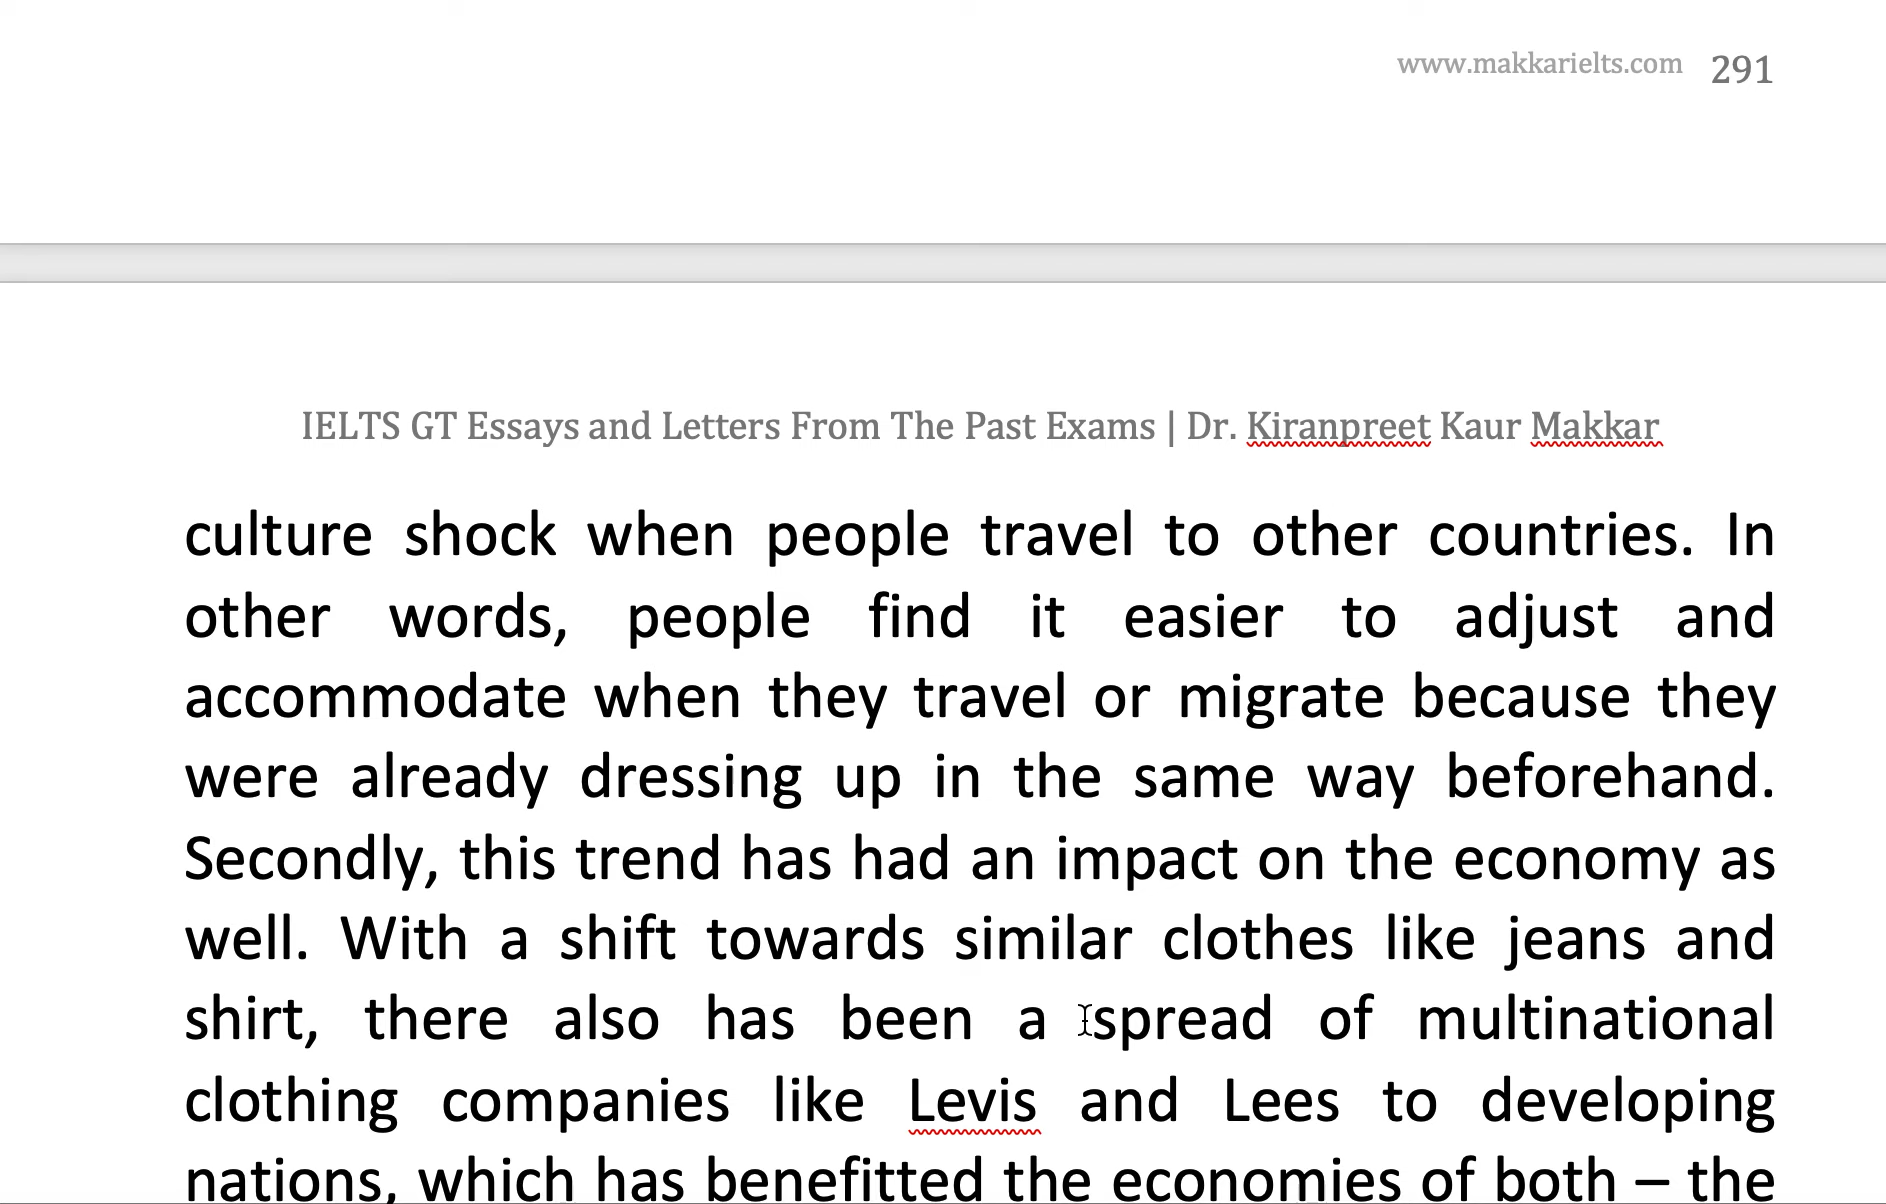 www.makkarielts.com 291
IELTS GT Essays and Letters From The Past Exams | Dr. Kiranpreet Kaur Makkar
culture shock when people travel to other countries. In
other words, people find it easier to adjust and
accommodate when they travel or migrate because they
were already dressing up in the same way beforehand.
Secondly, this trend has had an impact on the economy as
well. With a shift towards similar clothes like jeans and
shirt, there also has been a spread of multinational
clothing companies like Levis and Lees to developing
nations, which has benefitted the economies of both – the